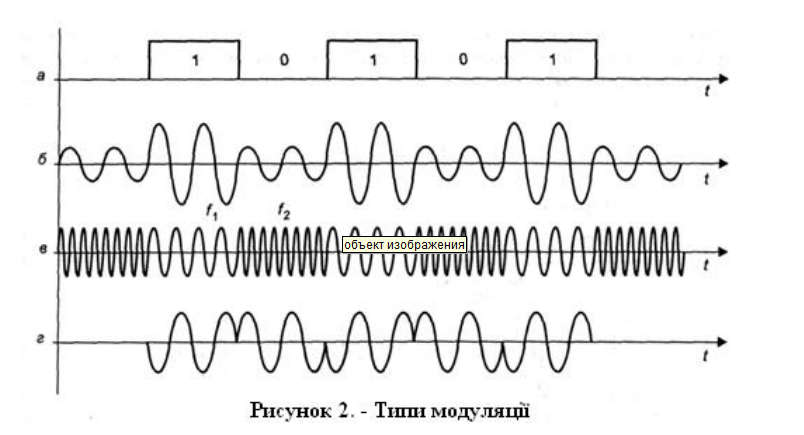 1 0 1 0 1
а
t
б
t
f1 f2
объект изображения
в
t
г
t
Рисунок 2. - Типи модуляції